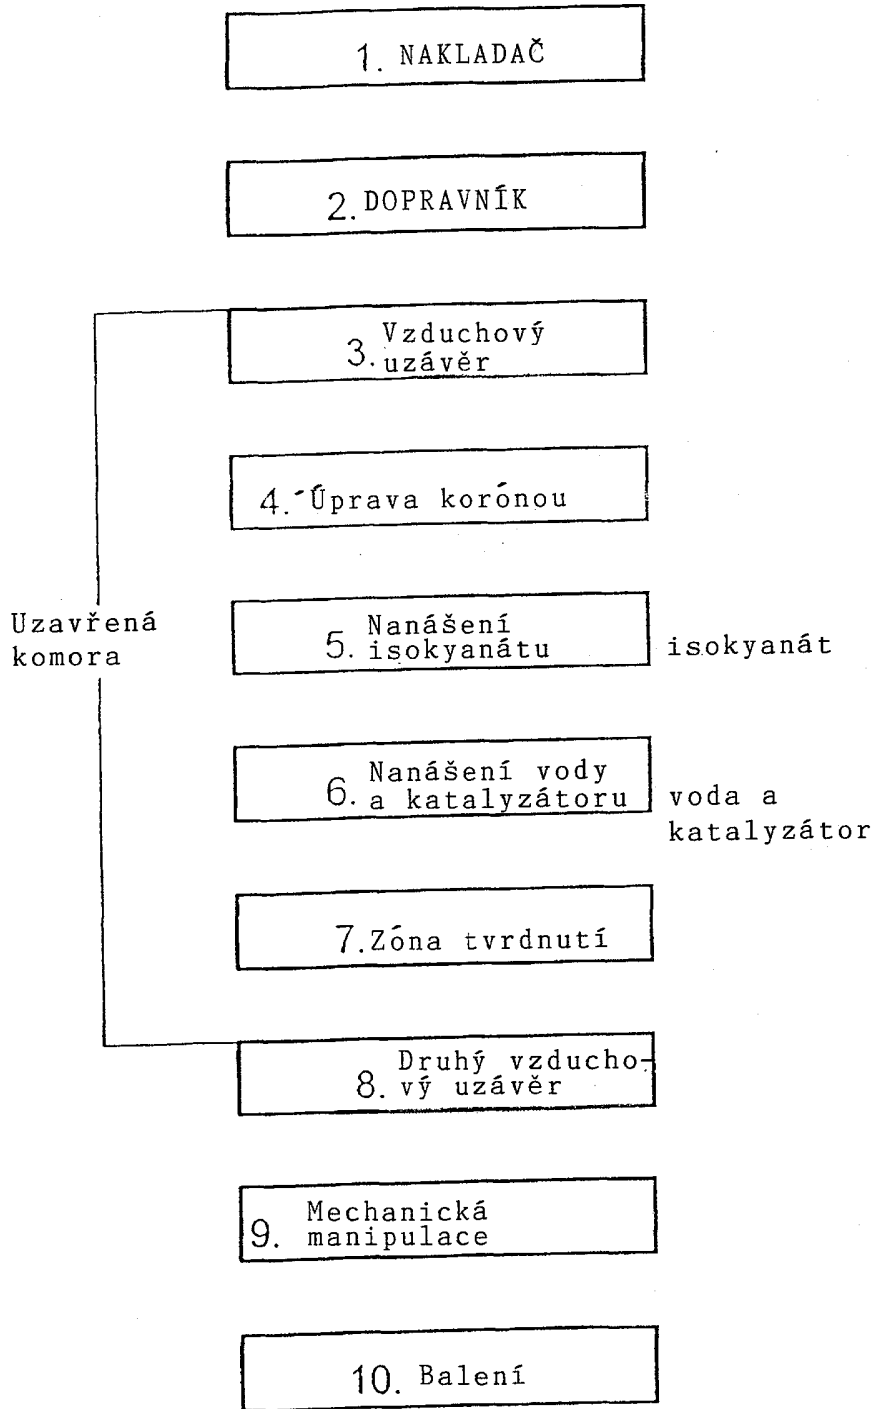 1. NAKLADAČ
2. DOPRAVNÍK
3. Vzduchový
uzávěr
4. Úprava korónou
Uzavřená
komora
5. Nanášení
isokyanátu
isokyanát
6. Nanášení vody
a katalyzátoru
voda a
katalyzátor
7. Zóna tvrdnutí
8. Druhý vzducho-
vý uzávěr
9. Mechanická
manipulace
10. Balení